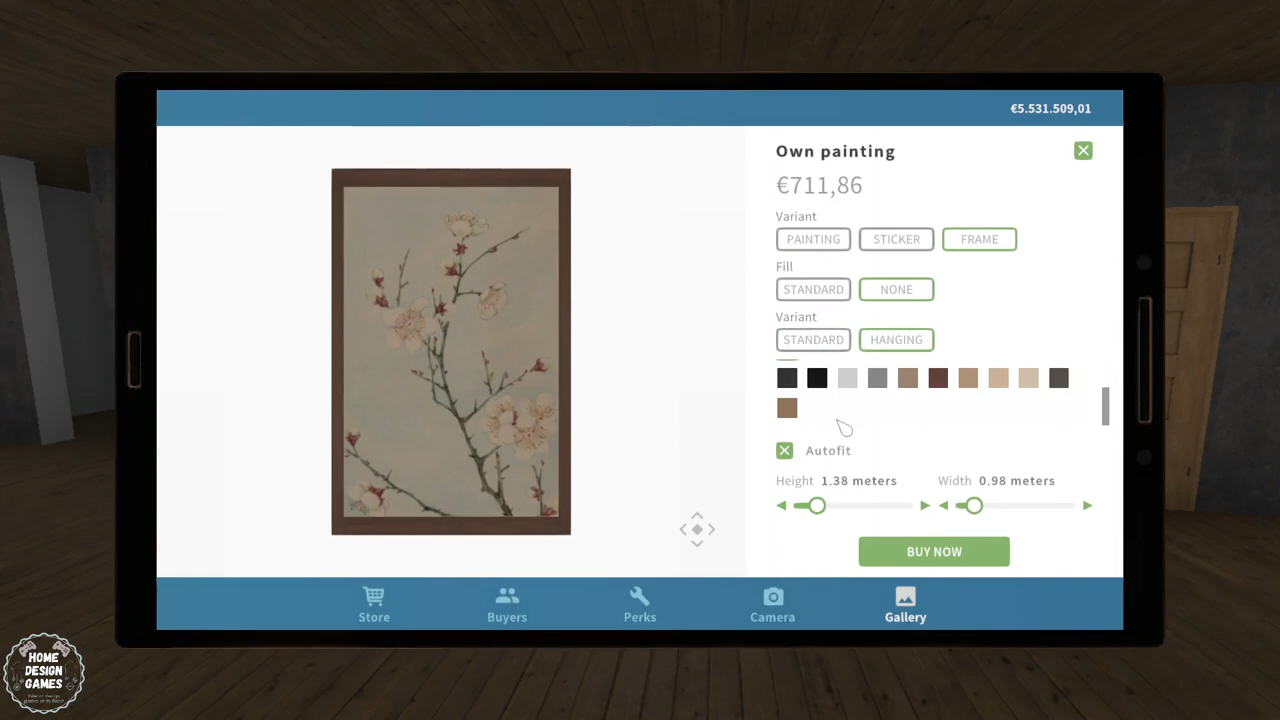 €5.531.509,01
Own painting
€711,86
Variant
PAINTING STICKER FRAME
Fill
STANDARD NONE
Variant
STANDARD HANGING
Autofit
Height 1.38 meters Width 0.98 meters
BUY NOW
Store Buyers Perks Camera Gallery
HOME
DESIGN
GAMES